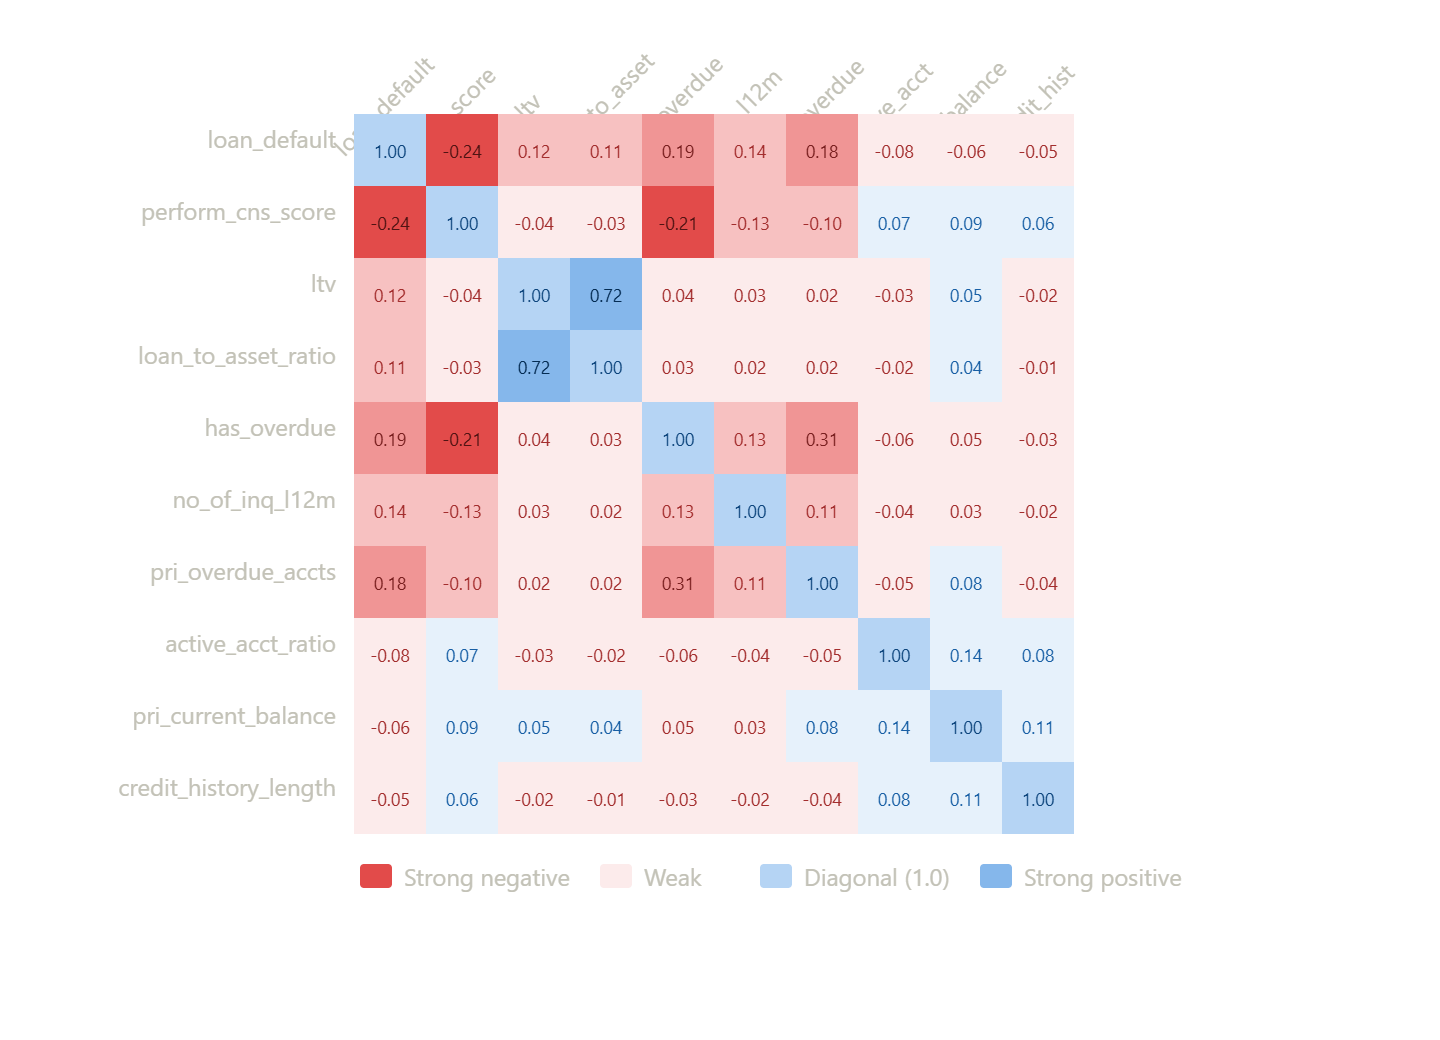 default score ltv to_asset overdue l12m verdue e_acct balance dit_hist
loan_default 1.00 -0.24 0.12 0.11 0.19 0.14 0.18 -0.08 -0.06 -0.05
perform_cns_score -0.24 1.00 -0.04 -0.03 -0.21 -0.13 -0.10 0.07 0.09 0.06
ltv 0.12 -0.04 1.00 0.72 0.04 0.03 0.02 -0.03 0.05 -0.02
loan_to_asset_ratio 0.11 -0.03 0.72 1.00 0.03 0.02 0.02 -0.02 0.04 -0.01
has_overdue 0.19 -0.21 0.04 0.03 1.00 0.13 0.31 -0.06 0.05 -0.03
no_of_inq_l12m 0.14 -0.13 0.03 0.02 0.13 1.00 0.11 -0.04 0.03 -0.02
pri_overdue_accts 0.18 -0.10 0.02 0.02 0.31 0.11 1.00 -0.05 0.08 -0.04
active_acct_ratio -0.08 0.07 -0.03 -0.02 -0.06 -0.04 -0.05 1.00 0.14 0.08
pri_current_balance -0.06 0.09 0.05 0.04 0.05 0.03 0.08 0.14 1.00 0.11
credit_history_length -0.05 0.06 -0.02 -0.01 -0.03 -0.02 -0.04 0.08 0.11 1.00
Strong negative Weak Diagonal (1.0) Strong positive